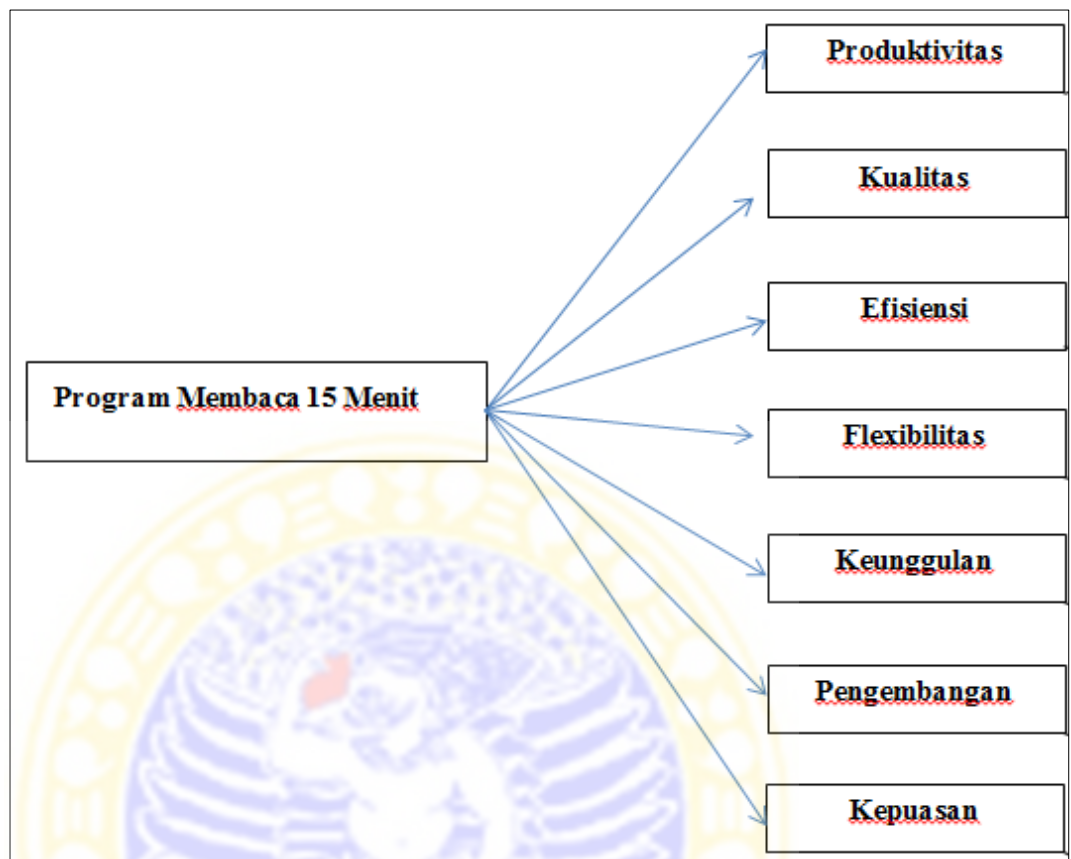 Produktivitas
Kualitas
Efisiensi
Program Membaca 15 Menit
Flexibilitas
Keunggulan
Pengembangan
Kepuasan